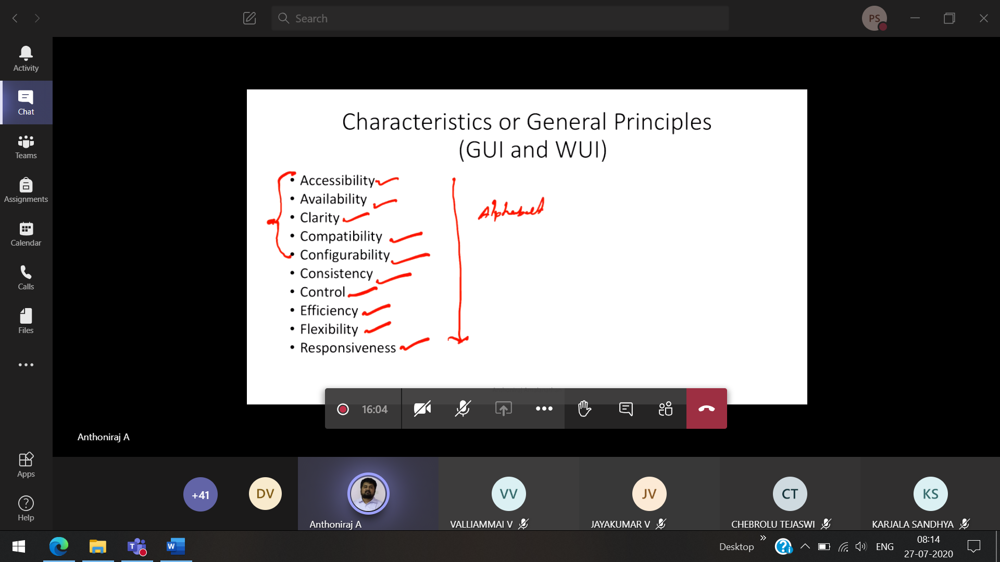 Search
PS
Activity
Chat
Teams
Assignments
Calendar
Calls
Files
Apps
Help
Characteristics or General Principles
(GUI and WUI)
• Accessibility
• Availability
• Clarity
• Compatibility
• Configurability
• Consistency
• Control
• Efficiency
• Flexibility
• Responsiveness
16:04
Anthoniraj A
+41
DV
VV
JV
CT
KS
Anthoniraj A
VALLIAMMAI V
JAYAKUMAR V
CHEBROLU TEJASWI
KARJALA SANDHYA
Desktop
ENG
08:14
27-07-2020